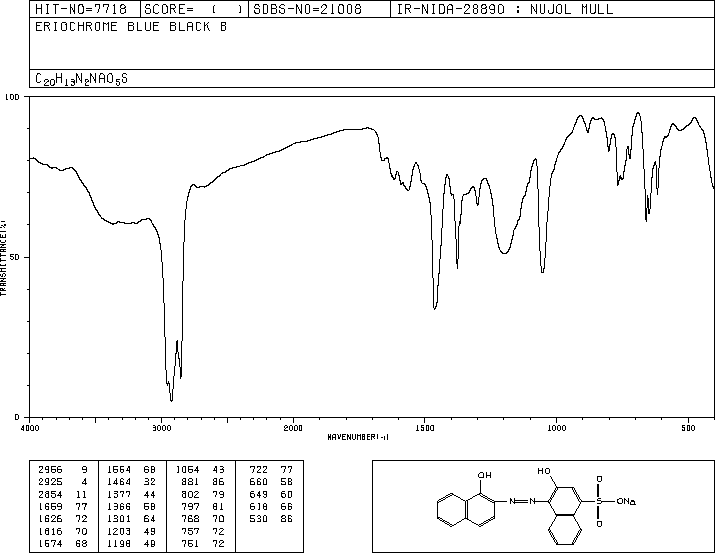 HIT-NO=7718 SCORE= ( ) SDBS-NO=21008 IR-NIDA-28890 : NUJOL MULL
ERIOCHROME BLUE BLACK B
C20H13N2NAO5S
100
50
0
TRANSMITTANCE(%)
4000 3000 2000 1500 1000 500
WAVENUMBER(-1)
2956 9 1564 68 1054 43 722 77
2925 4 1464 32 881 86 660 58
2854 11 1377 44 802 79 649 60
1659 77 1366 68 797 81 618 66
1626 72 1301 64 768 70 530 86
1616 70 1203 49 757 72
1574 68 1198 49 751 72
OH
N=N
HO
O
S
ONa
O